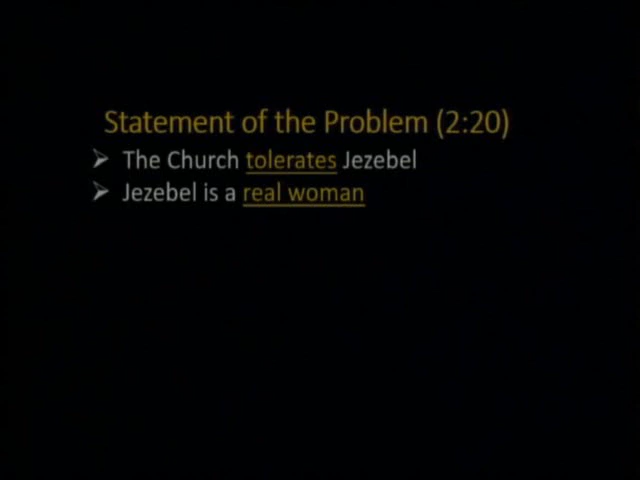 Statement of the Problem (2:20)
➢ The Church tolerates Jezebel
➢ Jezebel is a real woman